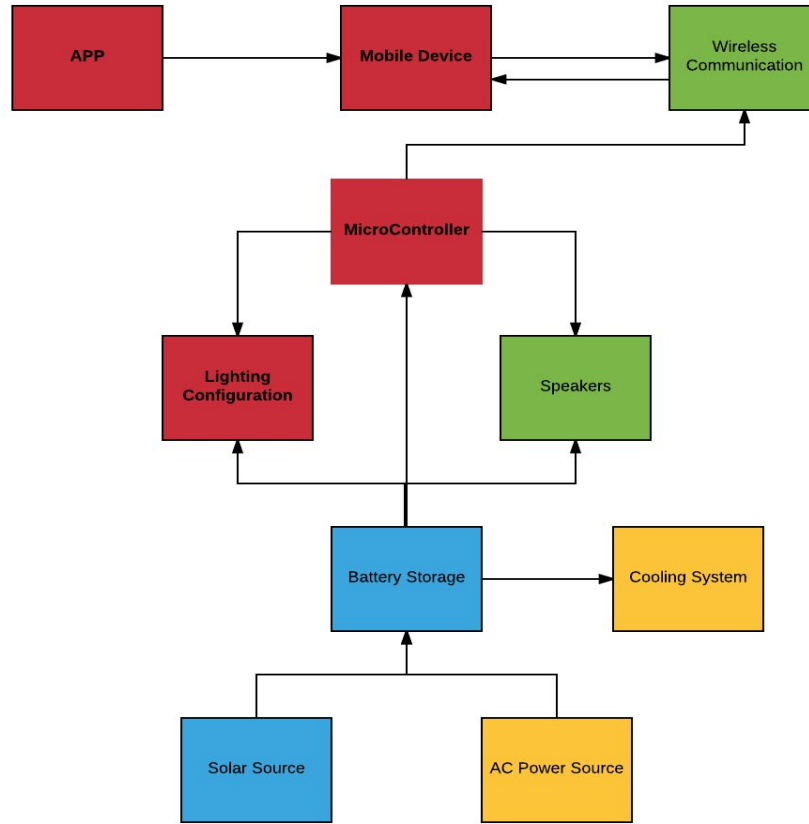 APP
Mobile Device
Wireless
Communication
MicroController
Lighting
Configuration
Speakers
Battery Storage
Cooling System
Solar Source
AC Power Source